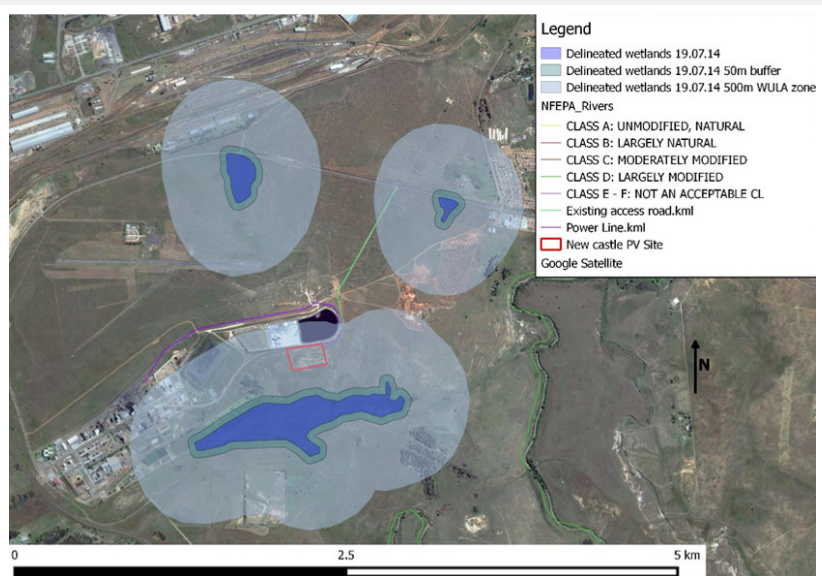 Legend
Delineated wetlands 19.07.14
Delineated wetlands 19.07.14 50m buffer
Delineated wetlands 19.07.14 500m WULA zone
NFEPA_Rivers
CLASS A: UNMODIFIED, NATURAL
CLASS B: LARGELY NATURAL
CLASS C: MODERATELY MODIFIED
CLASS D: LARGELY MODIFIED
CLASS E - F: NOT AN ACCEPTABLE CL
Existing access road.kml
Power Line.kml
New castle PV Site
Google Satellite
N
0 2.5 5 km